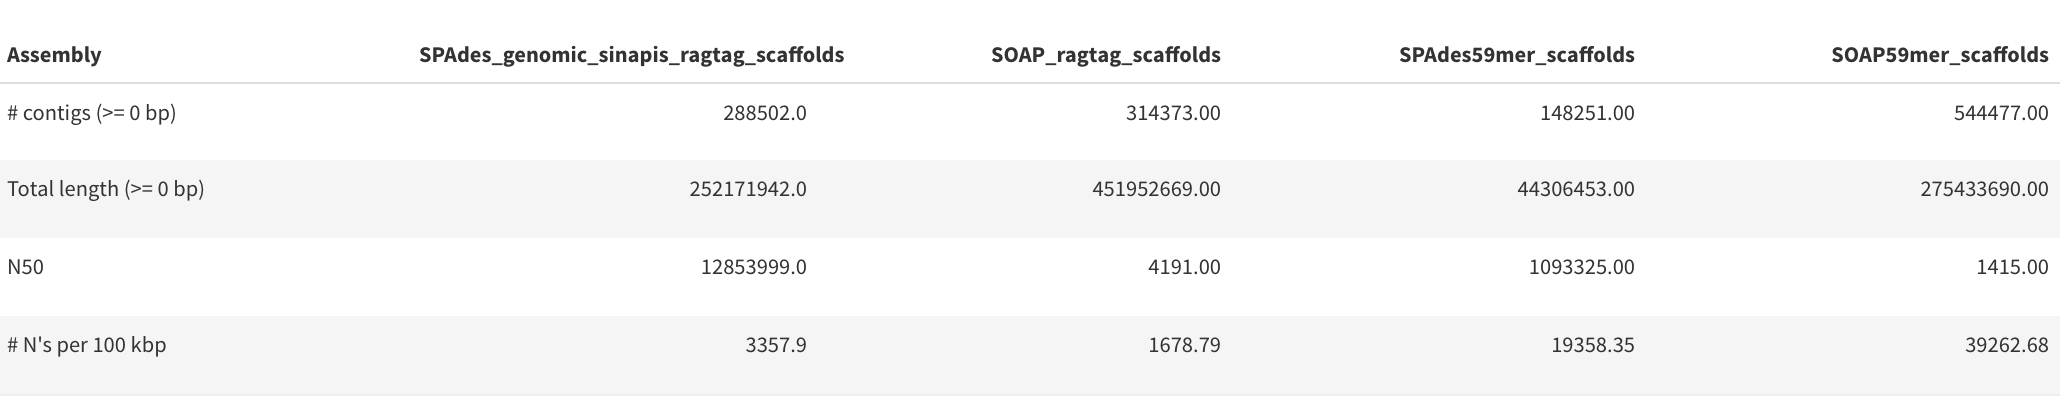 Assembly SPAdes_genomic_sinapis_ragtag_scaffolds SOAP_ragtag_scaffolds SPAdes59mer_scaffolds SOAP59mer_scaffolds
# contigs (>= 0 bp) 288502.0 314373.00 148251.00 544477.00
Total length (>= 0 bp) 252171942.0 451952669.00 44306453.00 275433690.00
N50 12853999.0 4191.00 1093325.00 1415.00
# N's per 100 kbp 3357.9 1678.79 19358.35 39262.68